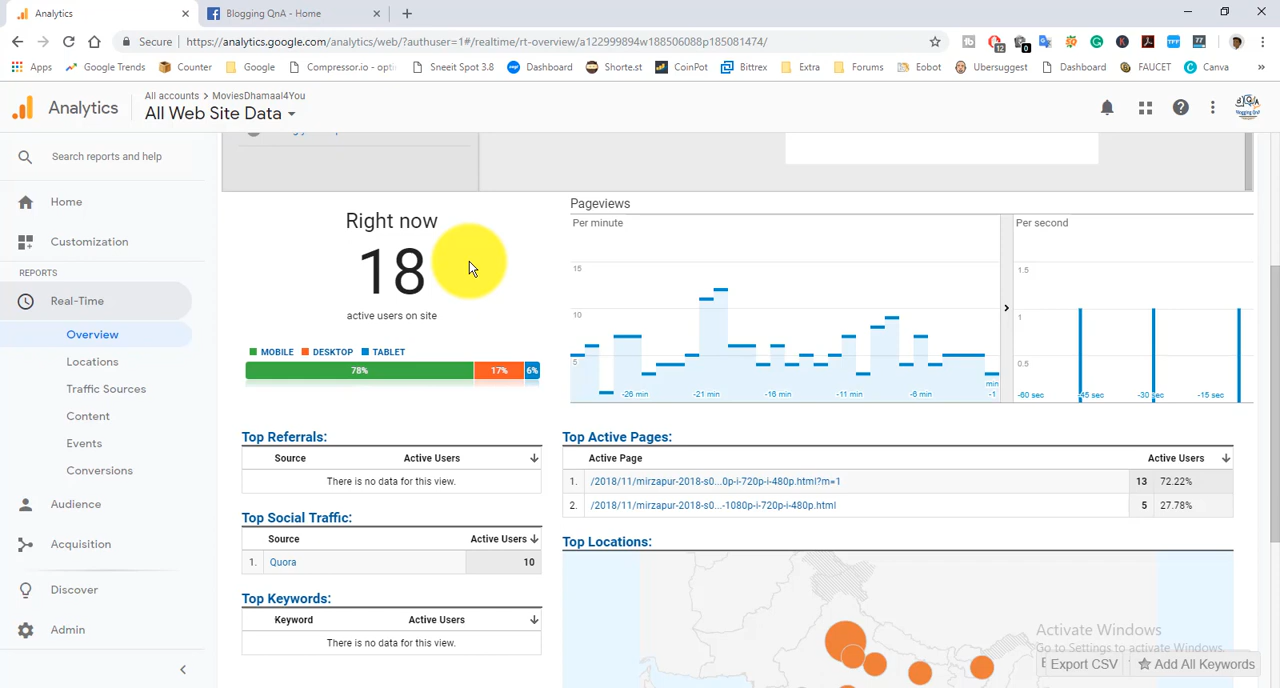 Analytics
Blogging QnA - Home
Secure
https://analytics.google.com/analytics/web/?authuser=1#/realtime/rt-overview/a122999894w188506088p185081474/
12
0
TFF
77
Apps
Google Trends
Counter
Google
Compressor.io - opti
Sneeit Spot 3.8
Dashboard
Shorte.st
CoinPot
Bittrex
Extra
Forums
Eobot
Ubersuggest
Dashboard
FAUCET
Canva
»
Analytics
All accounts > MoviesDhamaal4You
All Web Site Data
Search reports and help
Home
Customization
REPORTS
Real-Time
Overview
Locations
Traffic Sources
Content
Events
Conversions
Audience
Acquisition
Discover
Admin
Right now
18
active users on site
MOBILE DESKTOP TABLET
78% 17% 6%
Pageviews
Per minute
15
10
5
-26 min -21 min -16 min -11 min -6 min
min
-1
Per second
1.5
1
0.5
-60 sec -45 sec -30 sec -15 sec
Top Referrals:
Source Active Users
There is no data for this view.
Top Social Traffic:
Source Active Users
1. Quora 10
Top Keywords:
Keyword Active Users
There is no data for this view.
Top Active Pages:
Active Page Active Users
1. /2018/11/mirzapur-2018-s0...0p-i-720p-i-480p.html?m=1 13 72.22%
2. /2018/11/mirzapur-2018-s0...-1080p-i-720p-i-480p.html 5 27.78%
Top Locations:
Activate Windows
Go to Settings to activate Windows.
Export CSV
Add All Keywords